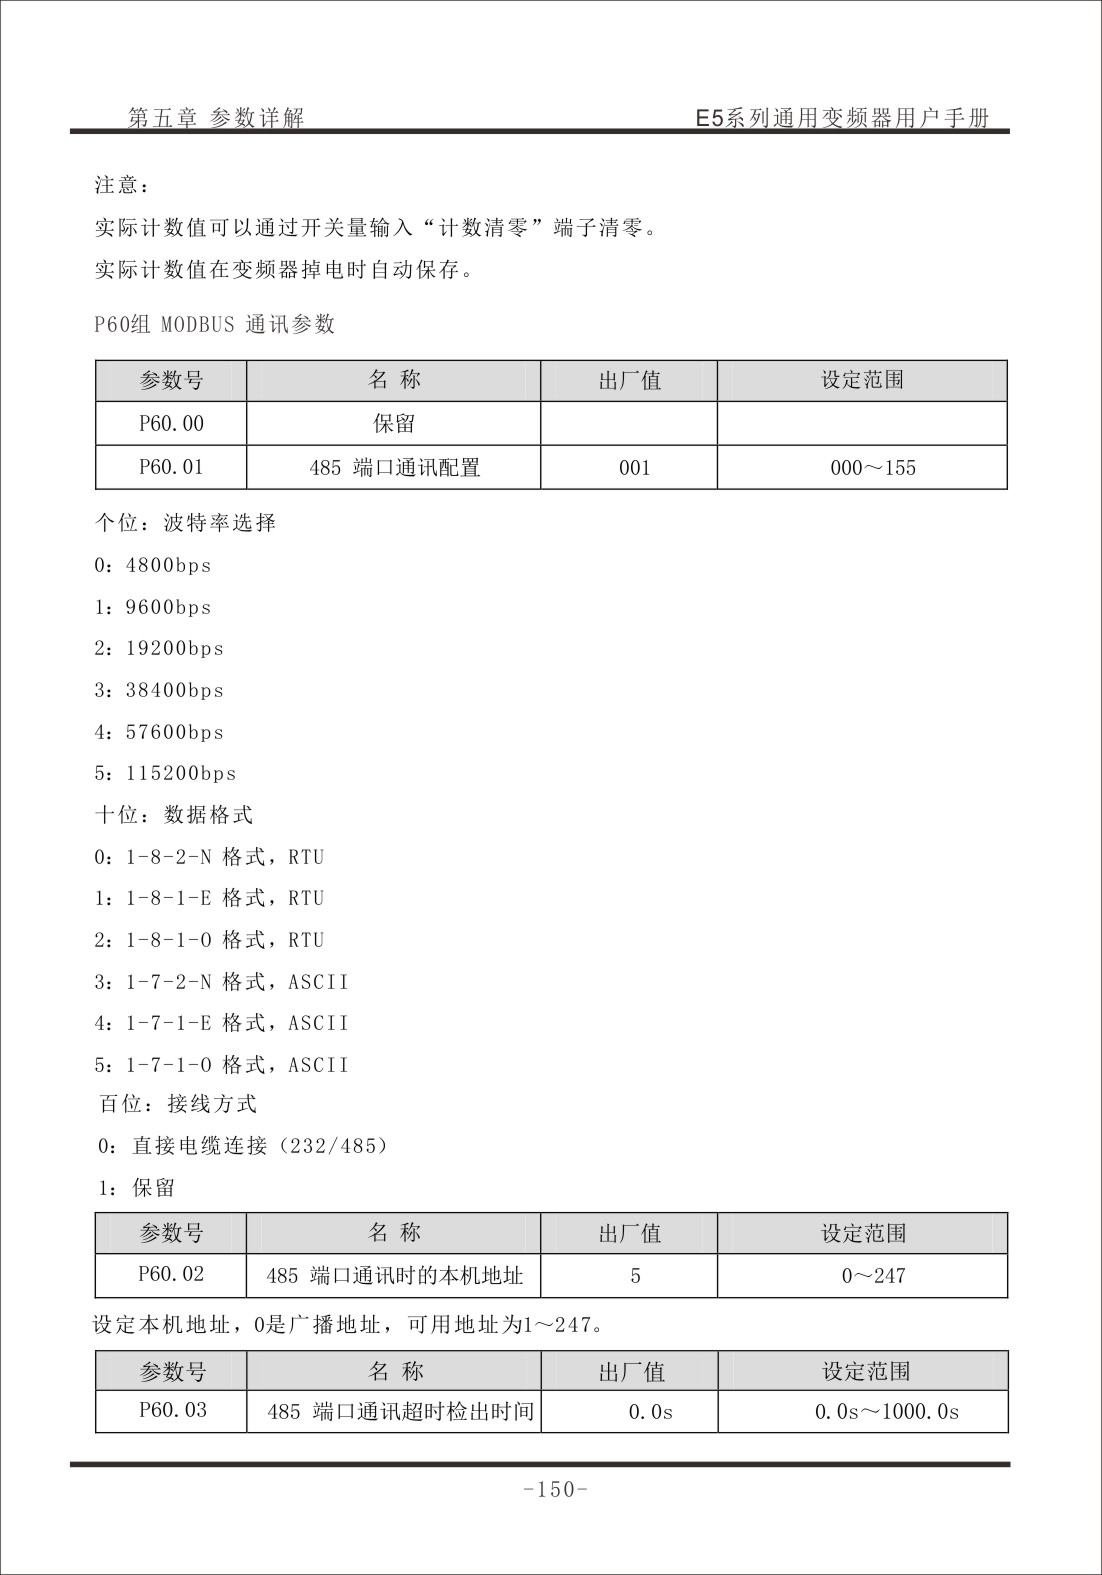 第五章 参数详解 E5系列通用变频器用户手册
注意：
实际计数值可以通过开关量输入“计数清零”端子清零。
实际计数值在变频器掉电时自动保存。
P60组 MODBUS 通讯参数
参数号 名 称 出厂值 设定范围
P60.00 保留
P60.01 485 端口通讯配置 001 000～155
个位：波特率选择
0：4800bps
1：9600bps
2：19200bps
3：38400bps
4：57600bps
5：115200bps
十位：数据格式
0：1-8-2-N 格式，RTU
1：1-8-1-E 格式，RTU
2：1-8-1-O 格式，RTU
3：1-7-2-N 格式，ASCII
4：1-7-1-E 格式，ASCII
5：1-7-1-O 格式，ASCII
百位：接线方式
0：直接电缆连接（232/485）
1：保留
参数号 名 称 出厂值 设定范围
P60.02 485 端口通讯时的本机地址 5 0～247
设定本机地址，0是广播地址，可用地址为1～247。
参数号 名 称 出厂值 设定范围
P60.03 485 端口通讯超时检出时间 0.0s 0.0s～1000.0s
-150-